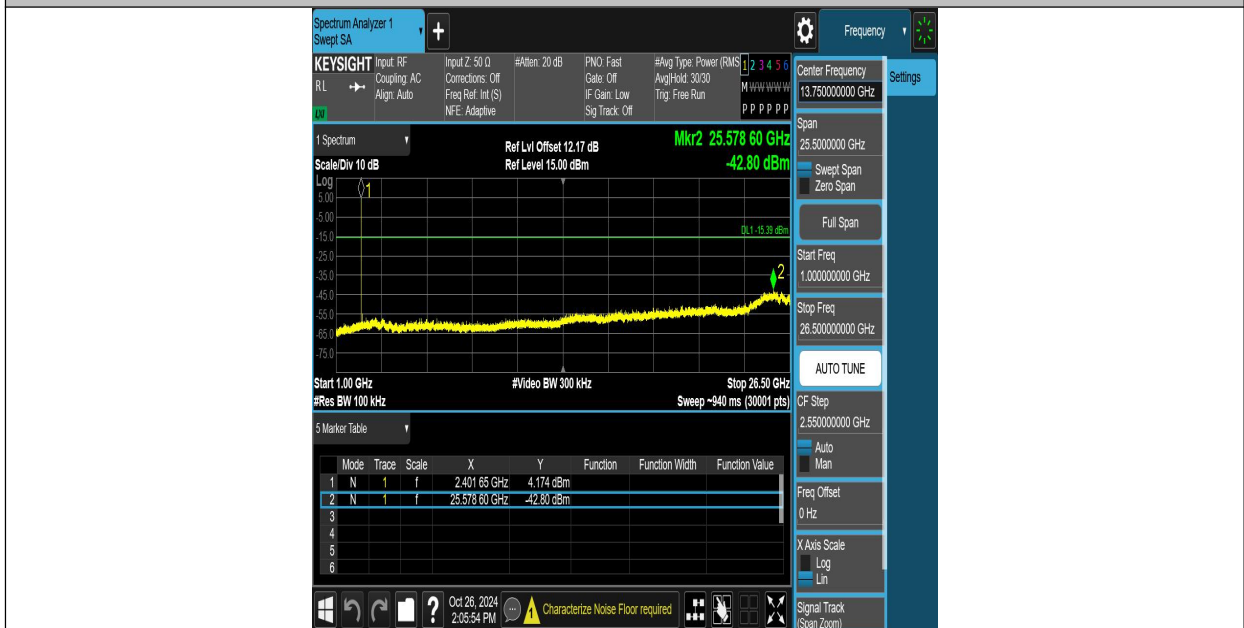 Spectrum Analyzer 1
Swept SA
+
Frequency
KEYSIGHT
RL
LXI
Input: RF
Coupling: AC
Align: Auto
Input Z: 50 Ω
Corrections: Off
Freq Ref: Int (S)
NFE: Adaptive
#Atten: 20 dB
PNO: Fast
Gate: Off
IF Gain: Low
Sig Track: Off
#Avg Type: Power (RMS
Avg|Hold: 30/30
Trig: Free Run
1 2 3 4 5 6
M W W W W W
P P P P P P
Center Frequency
13.750000000 GHz
Settings
Span
25.5000000 GHz
Swept Span
Zero Span
Full Span
Start Freq
1.000000000 GHz
Stop Freq
26.500000000 GHz
AUTO TUNE
CF Step
2.550000000 GHz
Auto
Man
Freq Offset
0 Hz
X Axis Scale
Log
Lin
Signal Track
(Span Zoom)
1 Spectrum
Scale/Div 10 dB
Ref Lvl Offset 12.17 dB
Ref Level 15.00 dBm
Mkr2 25.578 60 GHz
-42.80 dBm
Log
5.00
-5.00
-15.0
-25.0
-35.0
-45.0
-55.0
-65.0
-75.0
1
DL1 -15.39 dBm
2
Start 1.00 GHz
#Video BW 300 kHz
Stop 26.50 GHz
#Res BW 100 kHz
Sweep ~940 ms (30001 pts)
5 Marker Table
Mode Trace Scale X Y Function Function Width Function Value
1 N 1 f 2.401 65 GHz 4.174 dBm
2 N 1 f 25.578 60 GHz -42.80 dBm
3
4
5
6
?
Oct 26, 2024
2:05:54 PM
1
Characterize Noise Floor required